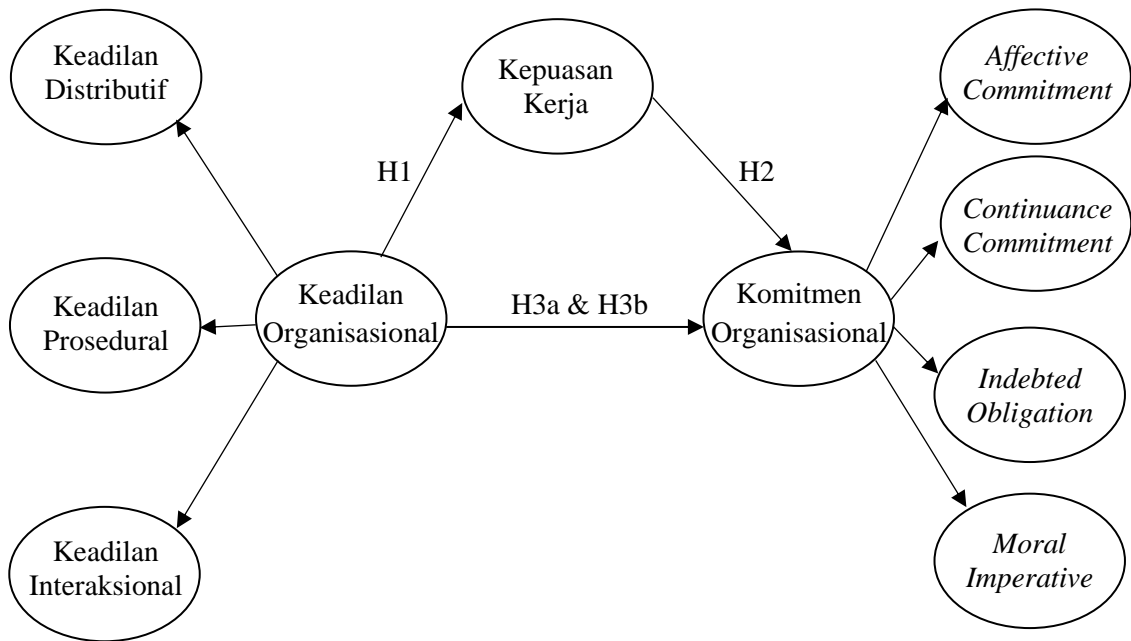 Keadilan
Distributif
Kepuasan
Kerja
Affective
Commitment
H1
H2
Continuance
Commitment
Keadilan
Prosedural
Keadilan
Organisasional
H3a & H3b
Komitmen
Organisasional
Indebted
Obligation
Keadilan
Interaksional
Moral
Imperative